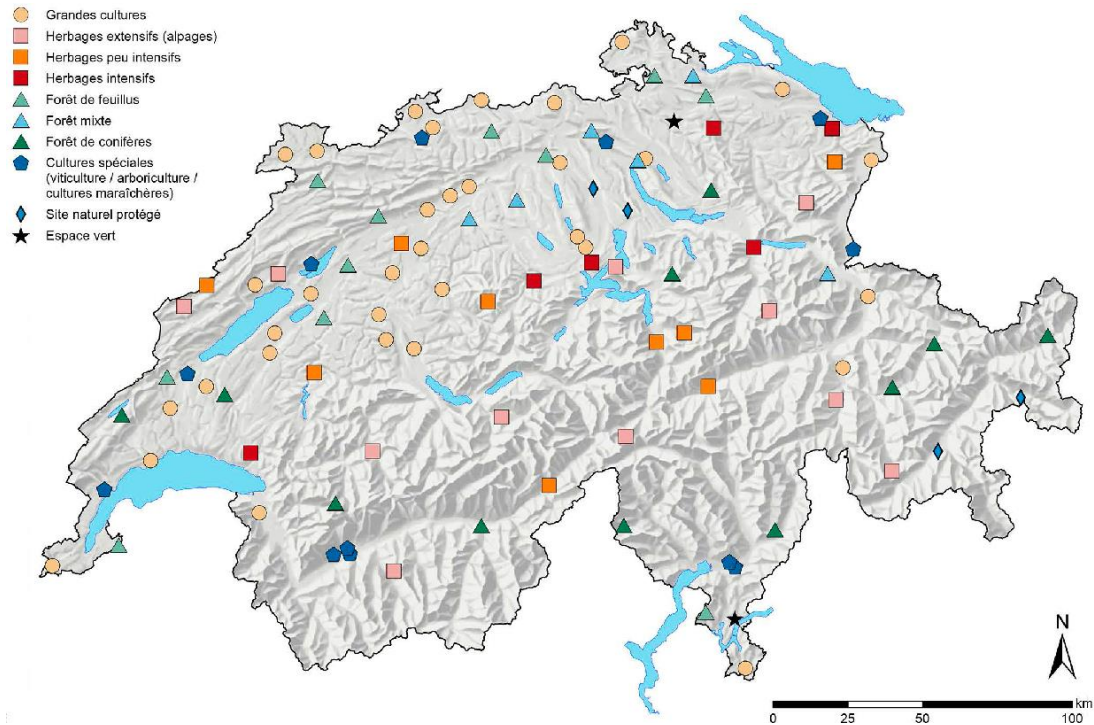 Grandes cultures
Herbages extensifs (alpages)
Herbages peu intensifs
Herbages intensifs
Forêt de feuillus
Forêt mixte
Forêt de conifères
Cultures spéciales
(viticulture / arboriculture /
cultures maraîchères)
Site naturel protégé
Espace vert
N
km
0 25 50 100